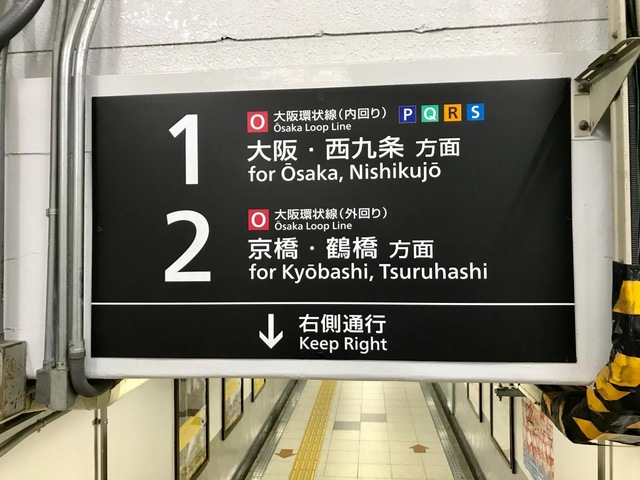 1
O 大阪環状線(内回り) P Q R S
Ōsaka Loop Line
大阪・西九条 方面
for Ōsaka, Nishikujō
2
O 大阪環状線(外回り)
Ōsaka Loop Line
京橋・鶴橋 方面
for Kyōbashi, Tsuruhashi
右側通行
Keep Right